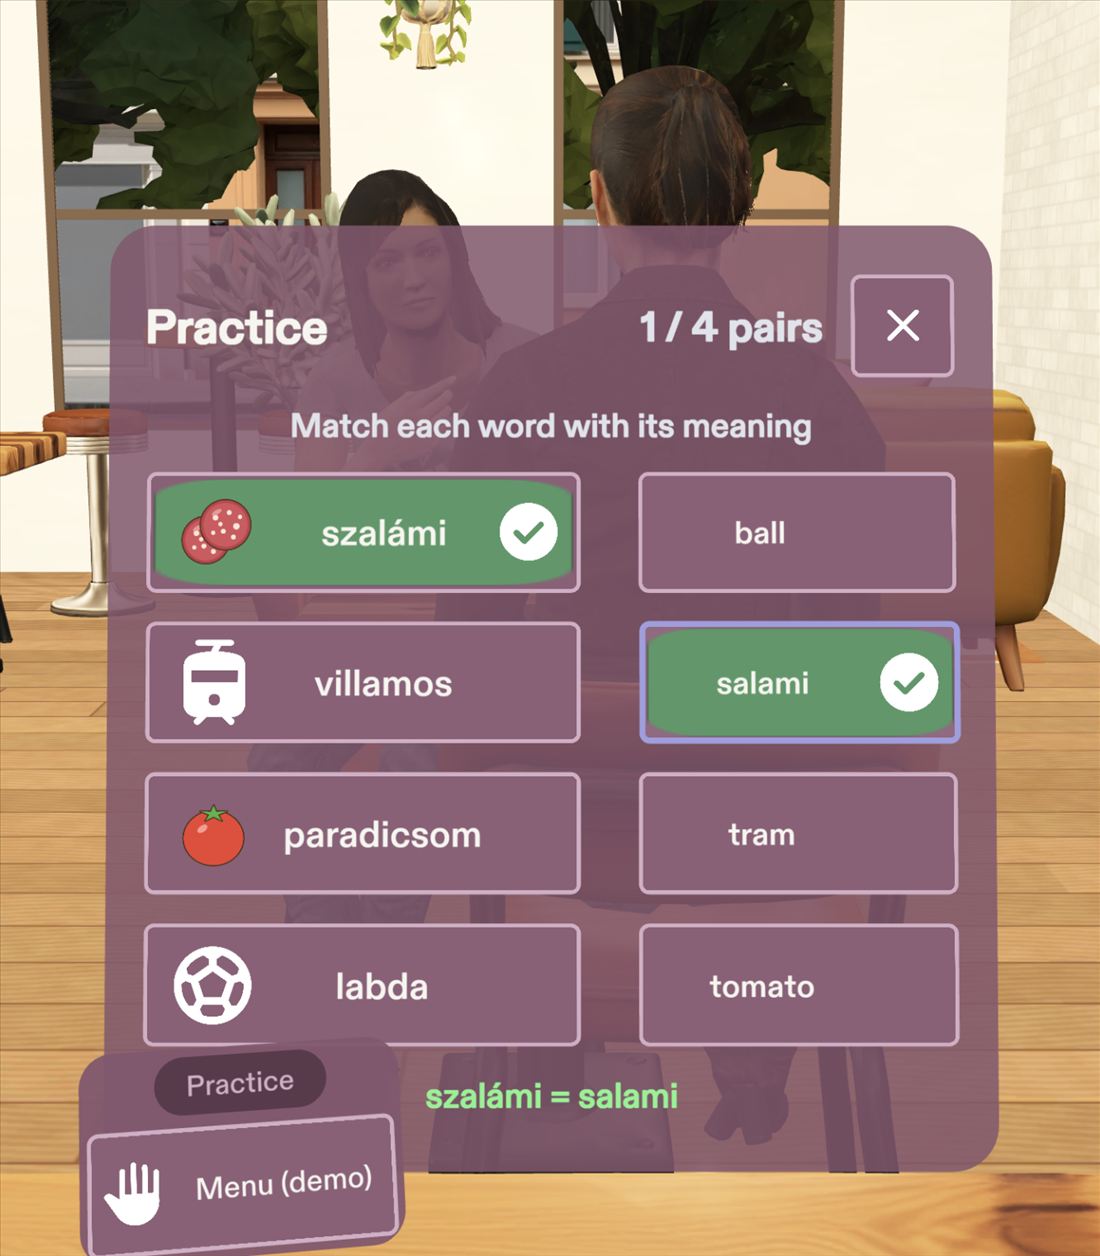 Practice
1 / 4 pairs
Match each word with its meaning
szalámi
ball
villamos
salami
paradicsom
tram
labda
tomato
szalámi = salami
Practice
Menu (demo)